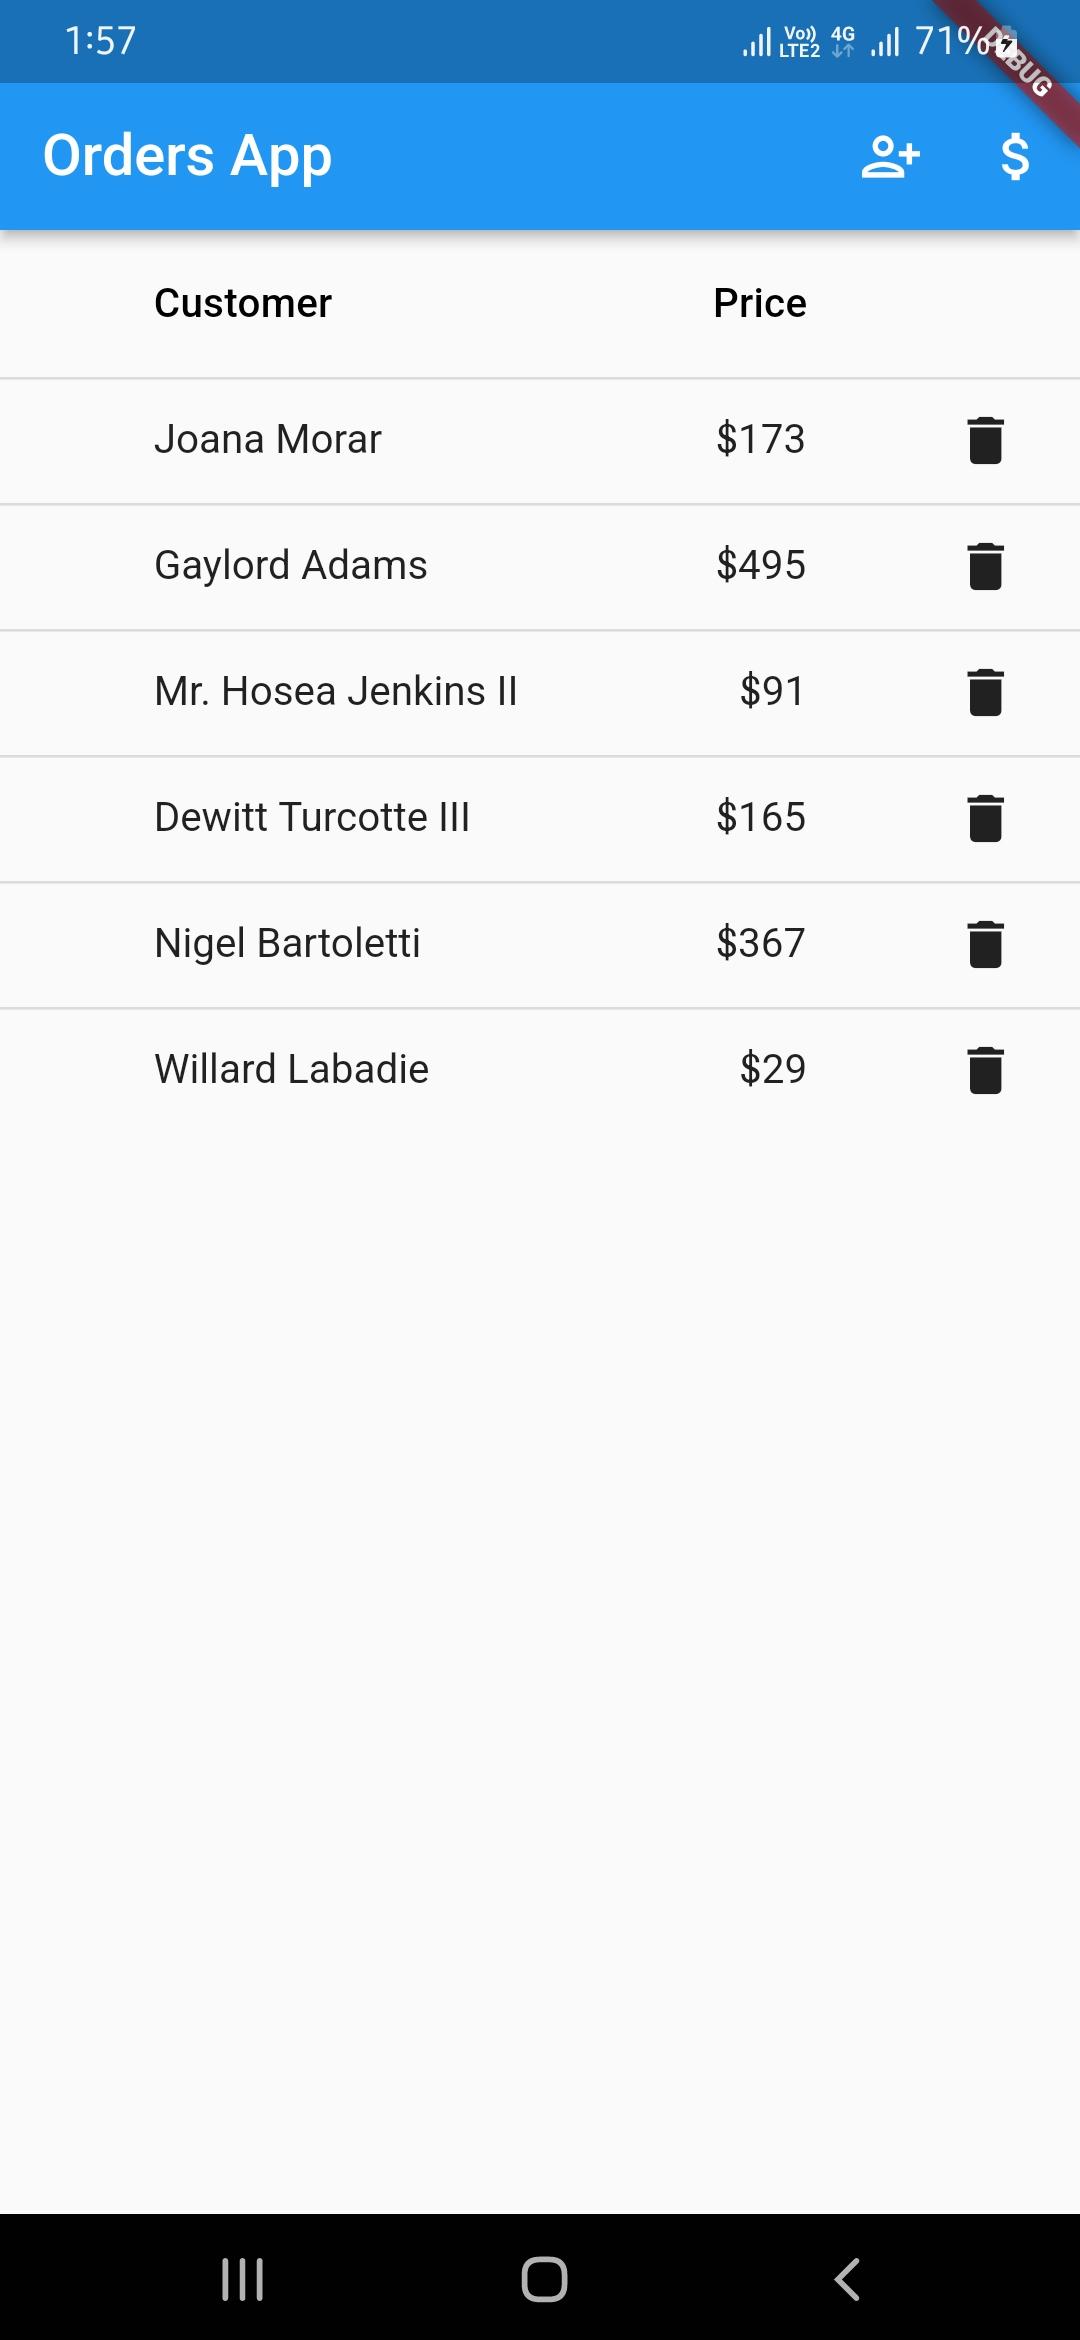 1:57 Vo)) LTE2 4G 71%
DEBUG
Orders App $
Customer Price
Joana Morar $173
Gaylord Adams $495
Mr. Hosea Jenkins II $91
Dewitt Turcotte III $165
Nigel Bartoletti $367
Willard Labadie $29